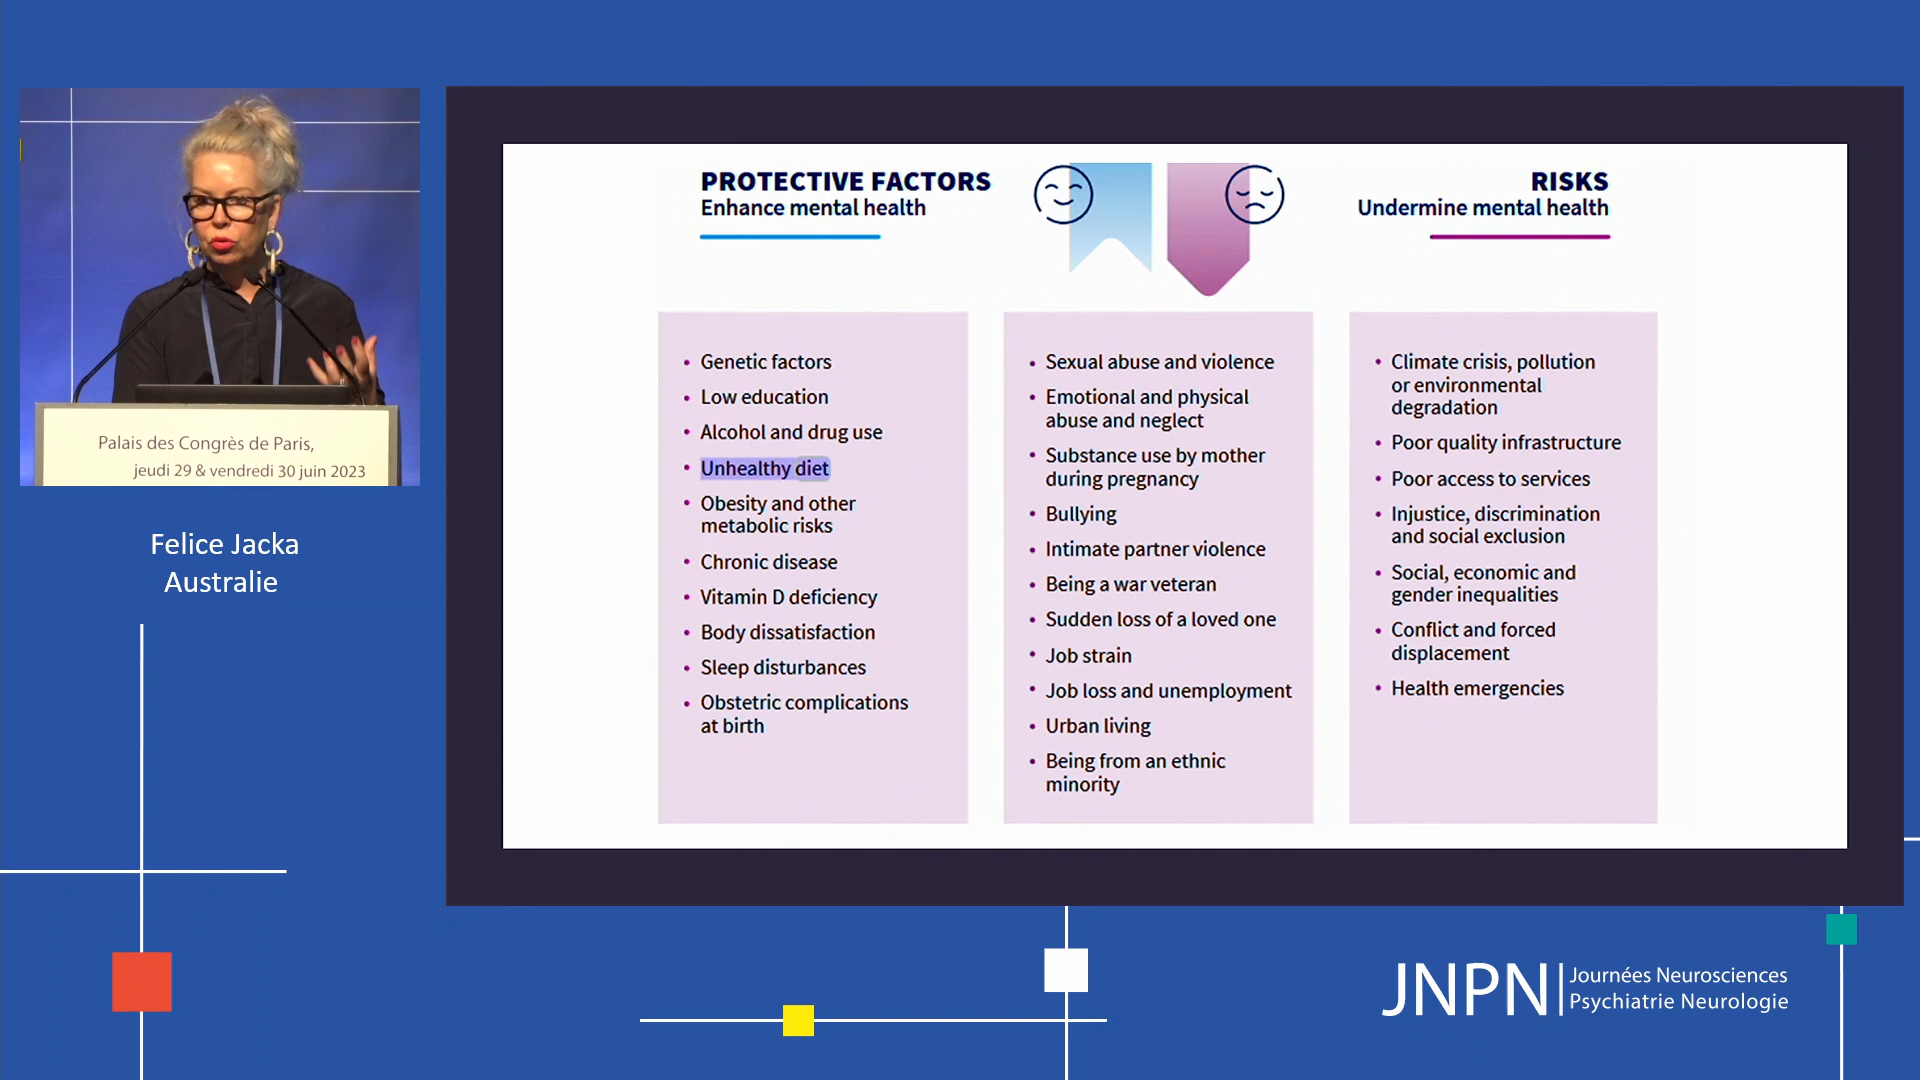 Palais des Congrès de Paris,
jeudi 29 & vendredi 30 juin 2023
Felice Jacka
Australie
PROTECTIVE FACTORS
Enhance mental health
RISKS
Undermine mental health
• Genetic factors
• Low education
• Alcohol and drug use
• Unhealthy diet
• Obesity and other
metabolic risks
• Chronic disease
• Vitamin D deficiency
• Body dissatisfaction
• Sleep disturbances
• Obstetric complications
at birth
• Sexual abuse and violence
• Emotional and physical
abuse and neglect
• Substance use by mother
during pregnancy
• Bullying
• Intimate partner violence
• Being a war veteran
• Sudden loss of a loved one
• Job strain
• Job loss and unemployment
• Urban living
• Being from an ethnic
minority
• Climate crisis, pollution
or environmental
degradation
• Poor quality infrastructure
• Poor access to services
• Injustice, discrimination
and social exclusion
• Social, economic and
gender inequalities
• Conflict and forced
displacement
• Health emergencies
JNPN
Journées Neurosciences
Psychiatrie Neurologie